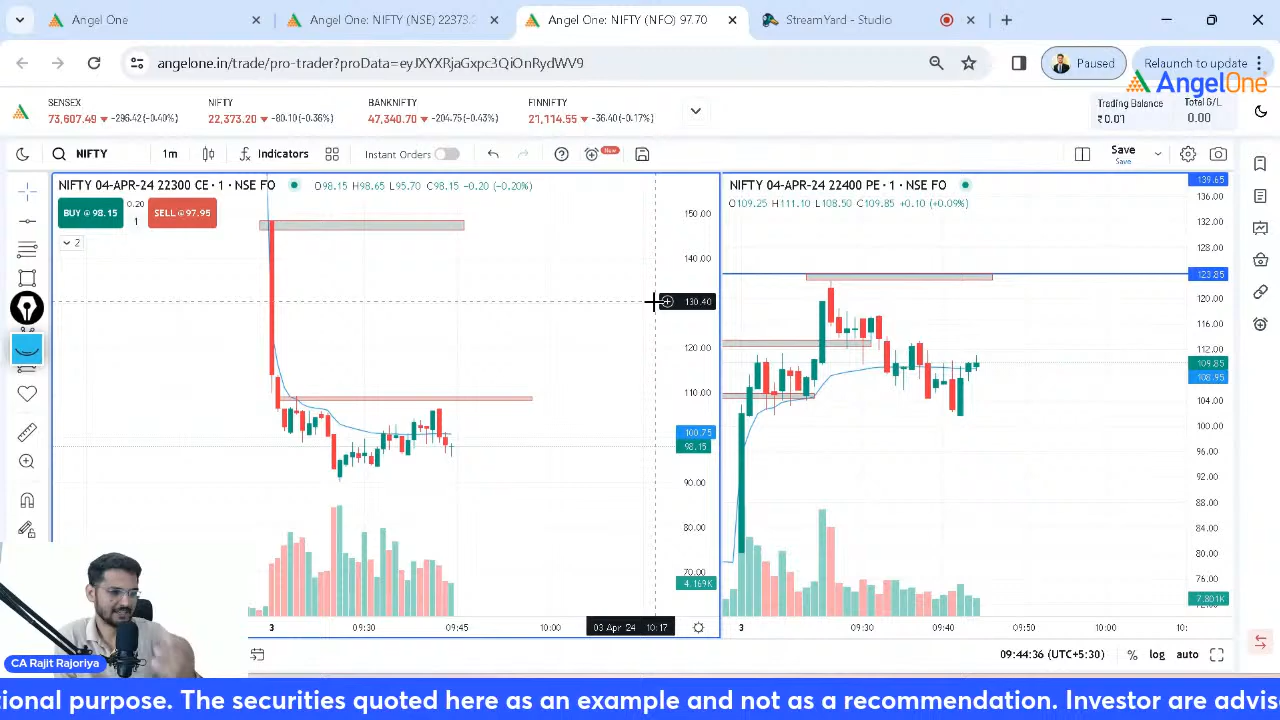 Angel One
Angel One: NIFTY (NSE) 22373.2
Angel One: NIFTY (NFO) 97.70
StreamYard - Studio
angelone.in/trade/pro-trader?proData=eyJXYXRjaGxpc3QiOnRydWV9
Paused
Relaunch to update
AngelOne
SENSEX
73,607.49 -296.42(-0.40%)
NIFTY
22,373.20 -80.10(-0.36%)
BANKNIFTY
47,340.70 -204.75(-0.43%)
FINNIFTY
21,114.55 -36.40(-0.17%)
Trading Balance
₹0.01
Total G/L
0.00
NIFTY
1m
Indicators
Instant Orders
New
Save
Save
NIFTY 04-APR-24 22300 CE · 1 · NSE FO
O98.15 H98.65 L95.70 C98.15 -0.20 (-0.20%)
BUY @ 98.15
0.20
1
SELL @ 97.95
2
150.00
140.00
130.40
120.00
110.00
100.75
98.15
90.00
80.00
70.00
4.169K
3
09:30
09:45
10:00
03 Apr '24 10:17
NIFTY 04-APR-24 22400 PE · 1 · NSE FO
O109.25 H111.10 L108.50 C109.85 +0.10 (+0.09%)
139.65
136.00
132.00
128.00
123.85
120.00
116.00
112.00
109.85
108.95
104.00
100.00
96.00
92.00
88.00
84.00
80.00
76.00
7.801K
3
09:30
09:40
09:50
10:00
10:
09:44:36 (UTC+5:30)
%
log
auto
CA Rajit Rajoriya
tional purpose. The securities quoted here as an example and not as a recommendation. Investor are advis